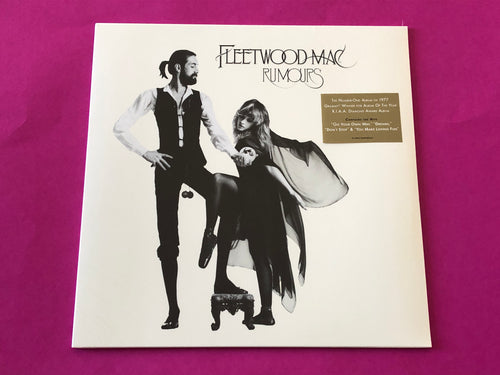 FLEETWOOD MAC
RUMOURS
THE NUMBER-ONE ALBUM OF 1977
GRAMMY® WINNER FOR ALBUM OF THE YEAR
R.I.A.A. DIAMOND AWARD ALBUM
CONTAINS THE HITS
"GO YOUR OWN WAY," "DREAMS,"
"DON'T STOP" & "YOU MAKE LOVING FUN"